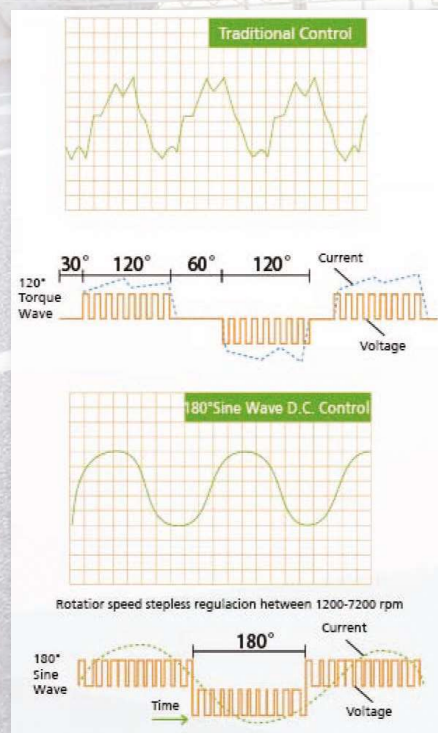 Traditional Control
30° 120° 60° 120°
Current
120°
Torque
Wave
Voltage
180°Sine Wave D.C. Control
Rotatior speed stepless regulacion hetween 1200-7200 rpm
Current
180°
180°
Sine
Wave
Time
Voltage